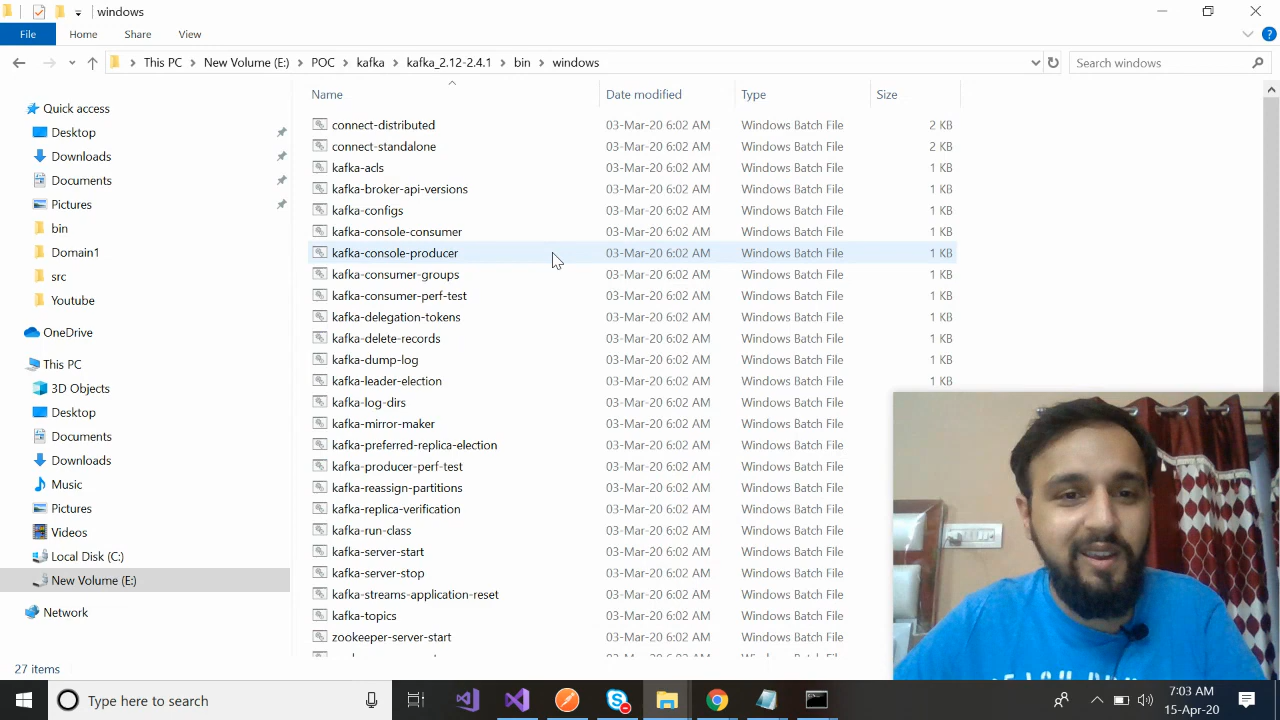 windows
File
Home
Share
View
This PC
New Volume (E:)
POC
kafka
kafka_2.12-2.4.1
bin
windows
Search windows
Name
Date modified
Type
Size
Quick access
Desktop
Downloads
Documents
Pictures
bin
Domain1
src
Youtube
OneDrive
This PC
3D Objects
Desktop
Documents
Downloads
Music
Pictures
Videos
Local Disk (C:)
New Volume (E:)
Network
connect-distributed 03-Mar-20 6:02 AM Windows Batch File 2 KB
connect-standalone 03-Mar-20 6:02 AM Windows Batch File 2 KB
kafka-acls 03-Mar-20 6:02 AM Windows Batch File 1 KB
kafka-broker-api-versions 03-Mar-20 6:02 AM Windows Batch File 1 KB
kafka-configs 03-Mar-20 6:02 AM Windows Batch File 1 KB
kafka-console-consumer 03-Mar-20 6:02 AM Windows Batch File 1 KB
kafka-console-producer 03-Mar-20 6:02 AM Windows Batch File 1 KB
kafka-consumer-groups 03-Mar-20 6:02 AM Windows Batch File 1 KB
kafka-consumer-perf-test 03-Mar-20 6:02 AM Windows Batch File 1 KB
kafka-delegation-tokens 03-Mar-20 6:02 AM Windows Batch File 1 KB
kafka-delete-records 03-Mar-20 6:02 AM Windows Batch File 1 KB
kafka-dump-log 03-Mar-20 6:02 AM Windows Batch File 1 KB
kafka-leader-election 03-Mar-20 6:02 AM Windows Batch File 1 KB
kafka-log-dirs 03-Mar-20 6:02 AM Windows Batch File
kafka-mirror-maker 03-Mar-20 6:02 AM Windows Batch File
kafka-preferred-replica-election 03-Mar-20 6:02 AM Windows Batch File
kafka-producer-perf-test 03-Mar-20 6:02 AM Windows Batch File
kafka-reassign-partitions 03-Mar-20 6:02 AM Windows Batch File
kafka-replica-verification 03-Mar-20 6:02 AM Windows Batch File
kafka-run-class 03-Mar-20 6:02 AM Windows Batch File
kafka-server-start 03-Mar-20 6:02 AM Windows Batch File
kafka-server-stop 03-Mar-20 6:02 AM Windows Batch File
kafka-streams-application-reset 03-Mar-20 6:02 AM Windows Batch File
kafka-topics 03-Mar-20 6:02 AM Windows Batch File
zookeeper-server-start 03-Mar-20 6:02 AM Windows Batch File
27 items
Type here to search
7:03 AM
15-Apr-20